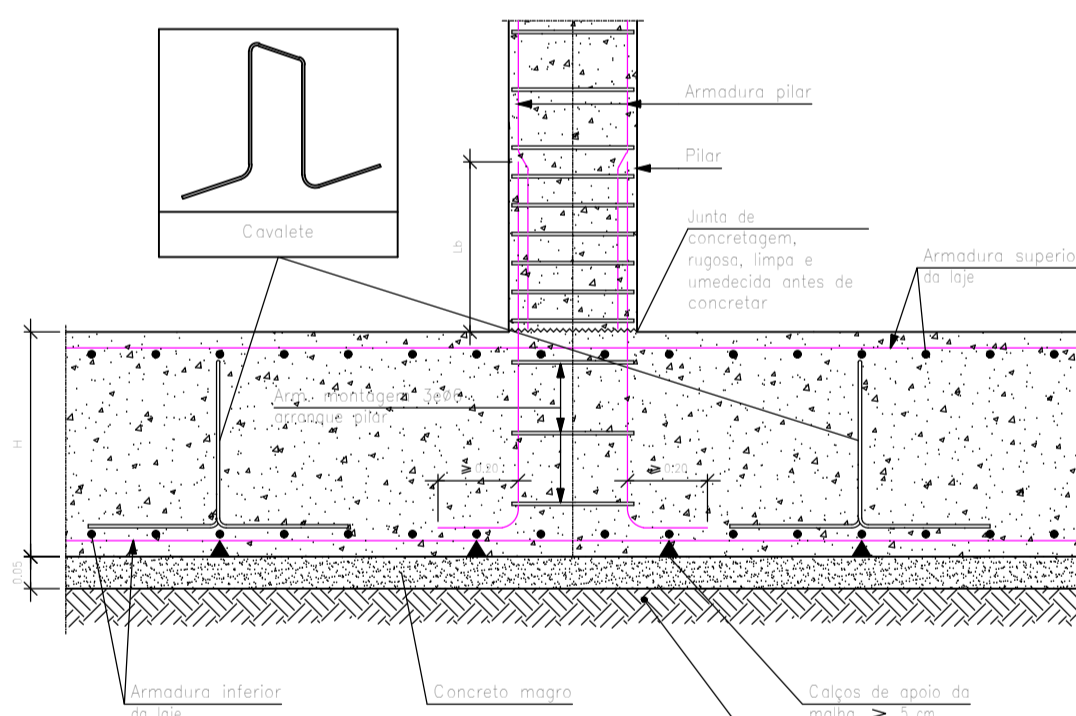 Armadura pilar
Pilar
Cavalete
Lb
Junta de
concretagem,
rugosa, limpa e
umedecida antes de
concretar
Armadura superio
da laje
H
Arm. montagem
arranque pilar
≥ 0.20
≥ 0.20
0.05
Armadura inferior
da laje
Concreto magro
Calços de apoio da
malha ≥ 5 cm